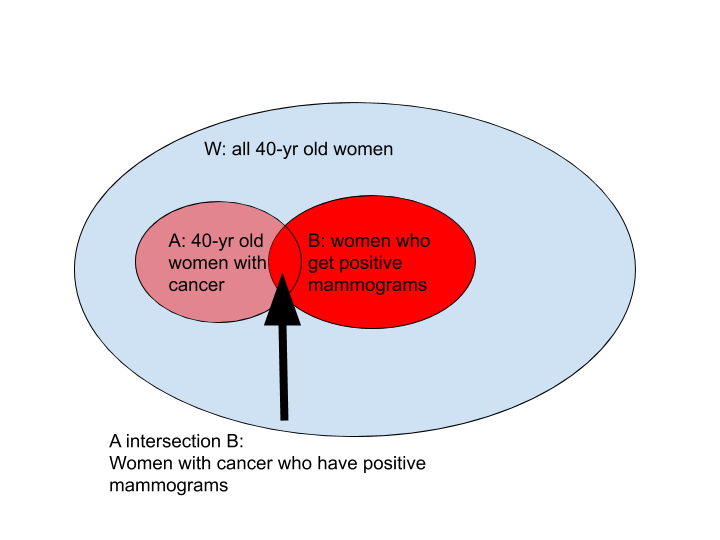 W: all 40-yr old women
A: 40-yr old
women with
cancer
B: women who
get positive
mammograms
A intersection B:
Women with cancer who have positive
mammograms